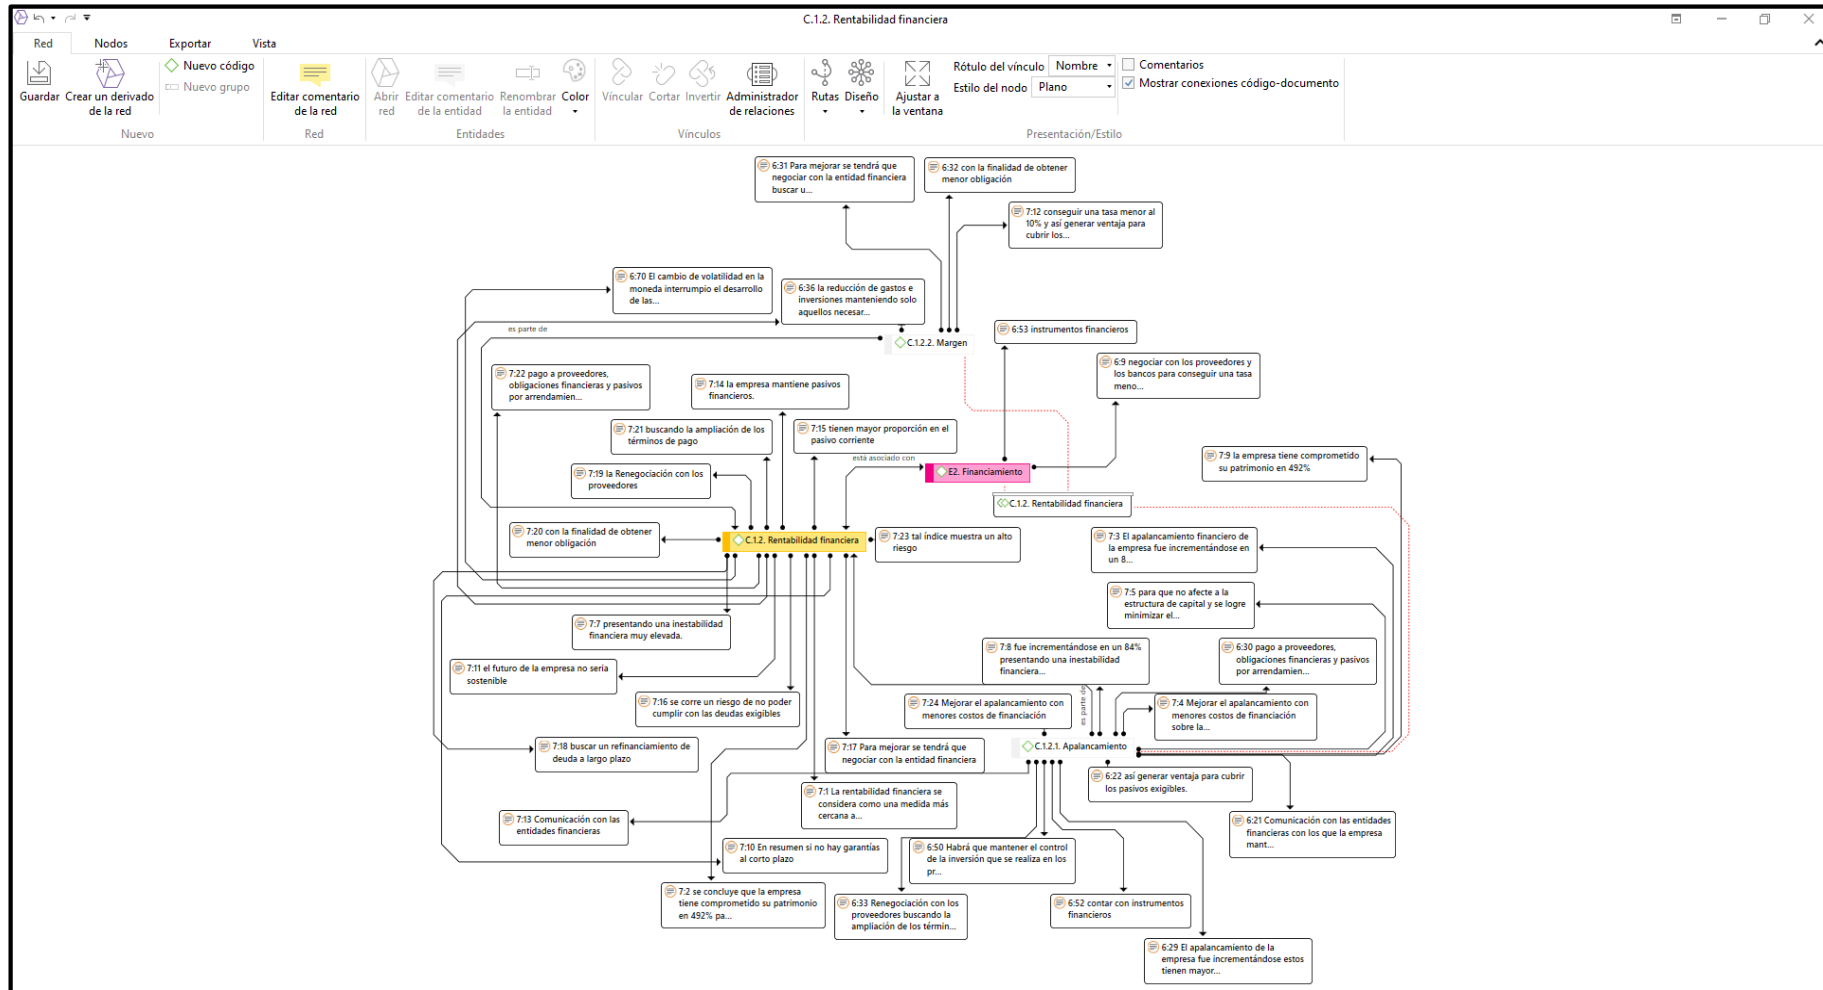 C.1.2. Rentabilidad financiera
Red
Nodos
Exportar
Vista
Guardar
Crear un derivado
de la red
Nuevo código
Nuevo grupo
Editar comentario
de la red
Abrir
red
Editar comentario
de la entidad
Renombrar
la entidad
Color
Víncular
Cortar
Invertir
Administrador
de relaciones
Rutas
Diseño
Ajustar a
la ventana
Rótulo del vínculo
Nombre
Estilo del nodo
Plano
Comentarios
Mostrar conexiones código-documento
Nuevo
Red
Entidades
Vínculos
Presentación/Estilo
6:31 Para mejorar se tendrá que
negociar con la entidad financiera
buscar u...
6:32 con la finalidad de obtener
menor obligación
7:12 conseguir una tasa menor al
10% y así generar ventaja para
cubrir los...
6:70 El cambio de volatilidad en la
moneda interrumpio el desarrollo
de las...
6:36 la reducción de gastos e
inversiones manteniendo solo
aquellos necesar...
es parte de
6:53 instrumentos financieros
C.1.2.2. Margen
6:9 negociar con los proveedores y
los bancos para conseguir una tasa
meno...
7:22 pago a proveedores,
obligaciones financieras y pasivos
por arrendamien...
7:14 la empresa mantiene pasivos
financieros.
7:21 buscando la ampliación de los
términos de pago
7:15 tienen mayor proporción en el
pasivo corriente
está asociado con
7:9 la empresa tiene comprometido
su patrimonio en 492%
7:19 la Renegociación con los
proveedores
E2. Financiamiento
C.1.2. Rentabilidad financiera
7:20 con la finalidad de obtener
menor obligación
C.1.2. Rentabilidad financiera
7:23 tal índice muestra un alto
riesgo
7:3 El apalancamiento financiero de
la empresa fue incrementándose en
un 8...
7:5 para que no afecte a la
estructura de capital y se logre
minimizar el...
7:7 presentando una inestabilidad
financiera muy elevada.
7:8 fue incrementándose en un 84%
presentando una inestabilidad
financiera...
6:30 pago a proveedores,
obligaciones financieras y pasivos
por arrendamien...
7:11 el futuro de la empresa no seria
sostenible
7:16 se corre un riesgo de no poder
cumplir con las deudas exigibles
7:24 Mejorar el apalancamiento con
menores costos de financiación
es parte de
7:4 Mejorar el apalancamiento con
menores costos de financiación
sobre la...
7:18 buscar un refinanciamiento de
deuda a largo plazo
7:17 Para mejorar se tendrá que
negociar con la entidad financiera
C.1.2.1. Apalancamiento
6:22 así generar ventaja para cubrir
los pasivos exigibles.
7:1 La rentabilidad financiera se
considera como una medida más
cercana a...
7:13 Comunicación con las
entidades financieras
6:21 Comunicación con las entidades
financieras con los que la empresa
mant...
7:10 En resumen si no hay garantías
al corto plazo
6:50 Habrá que mantener el control
de la inversión que se realiza en los
pr...
7:2 se concluye que la empresa
tiene comprometido su patrimonio
en 492% pa...
6:33 Renegociación con los
proveedores buscando la
ampliación de los términ...
6:52 contar con instrumentos
financieros
6:29 El apalancamiento de la
empresa fue incrementándose estos
tienen mayor...